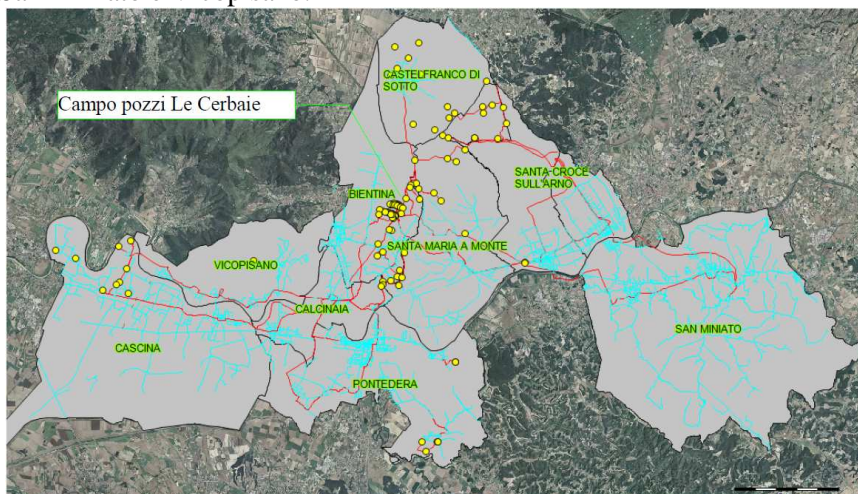 CASTELFRANCO DI
SOTTO
Campo pozzi Le Cerbaie
SANTA CROCE
SULL'ARNO
BIENTINA
SANTA MARIA A MONTE
VICOPISANO
CALCINAIA
SAN MINIATO
CASCINA
PONTEDERA